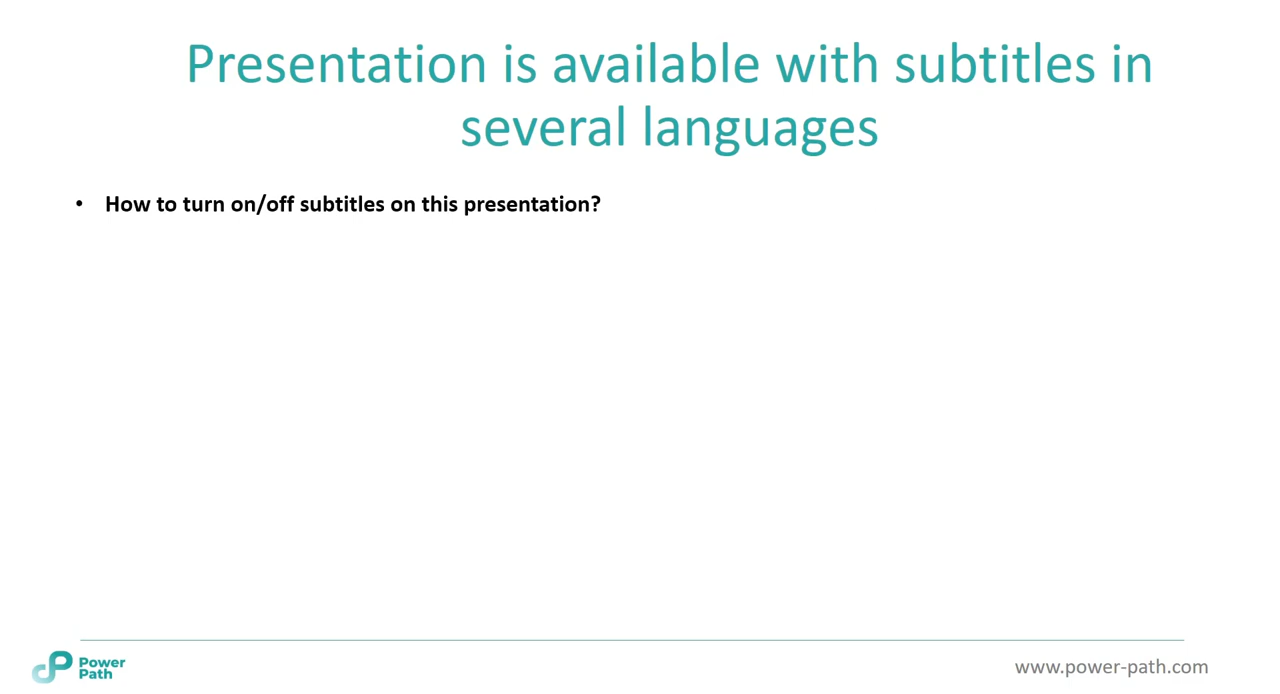 Presentation is available with subtitles in
several languages
• How to turn on/off subtitles on this presentation?
Power
Path
www.power-path.com